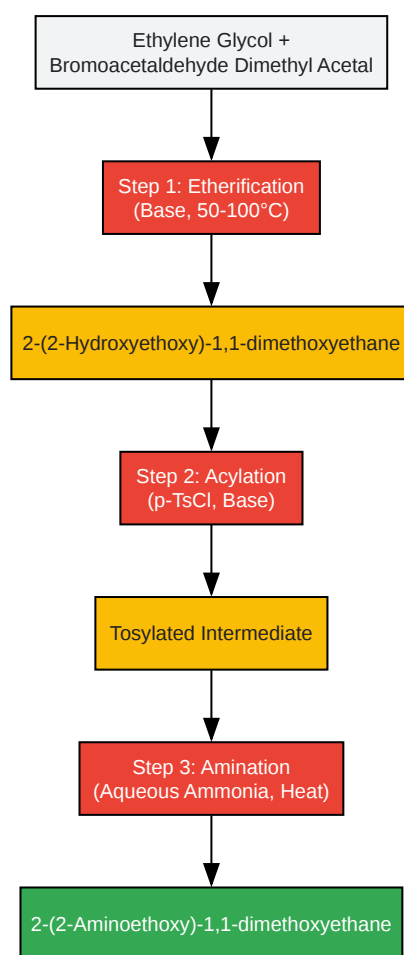 Ethylene Glycol +
Bromoacetaldehyde Dimethyl Acetal
Step 1: Etherification
(Base, 50-100°C)
2-(2-Hydroxyethoxy)-1,1-dimethoxyethane
Step 2: Acylation
(p-TsCl, Base)
Tosylated Intermediate
Step 3: Amination
(Aqueous Ammonia, Heat)
2-(2-Aminoethoxy)-1,1-dimethoxyethane